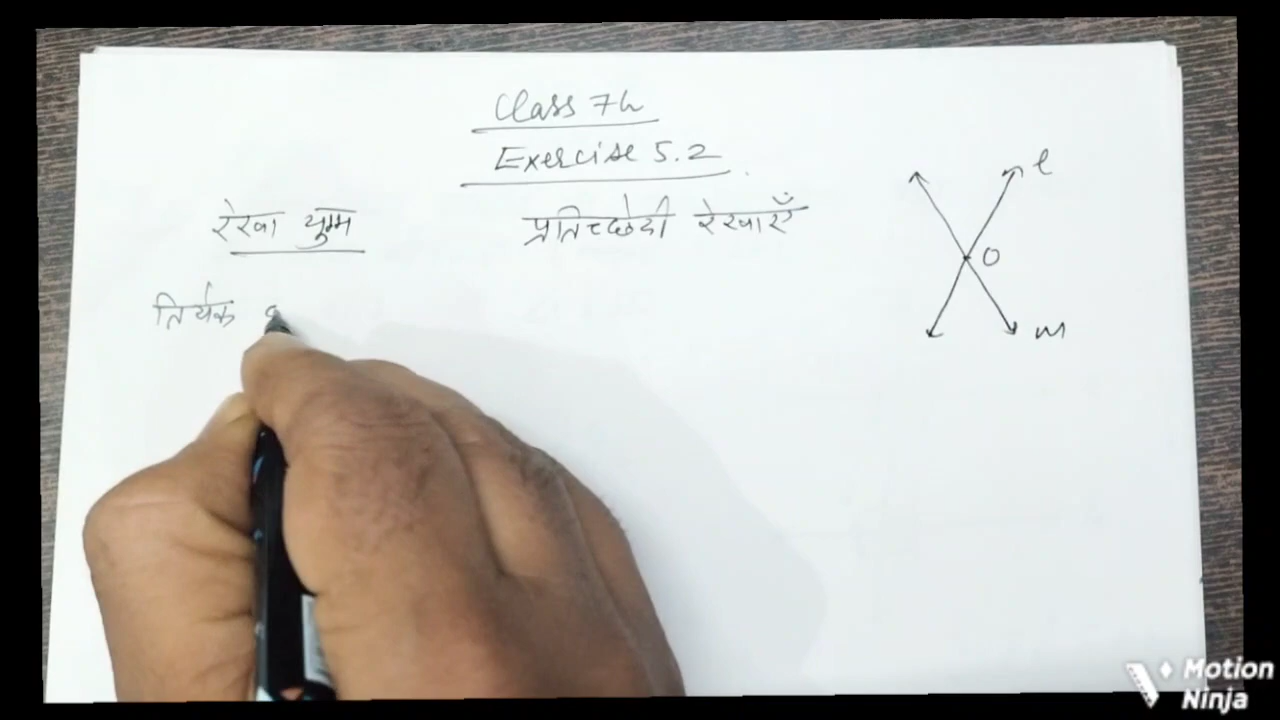 Class 7th
Exercise 5.2
रेखा युग्म
प्रतिच्छेदी रेखाएँ
l
O
m
तिर्यक
Motion
Ninja